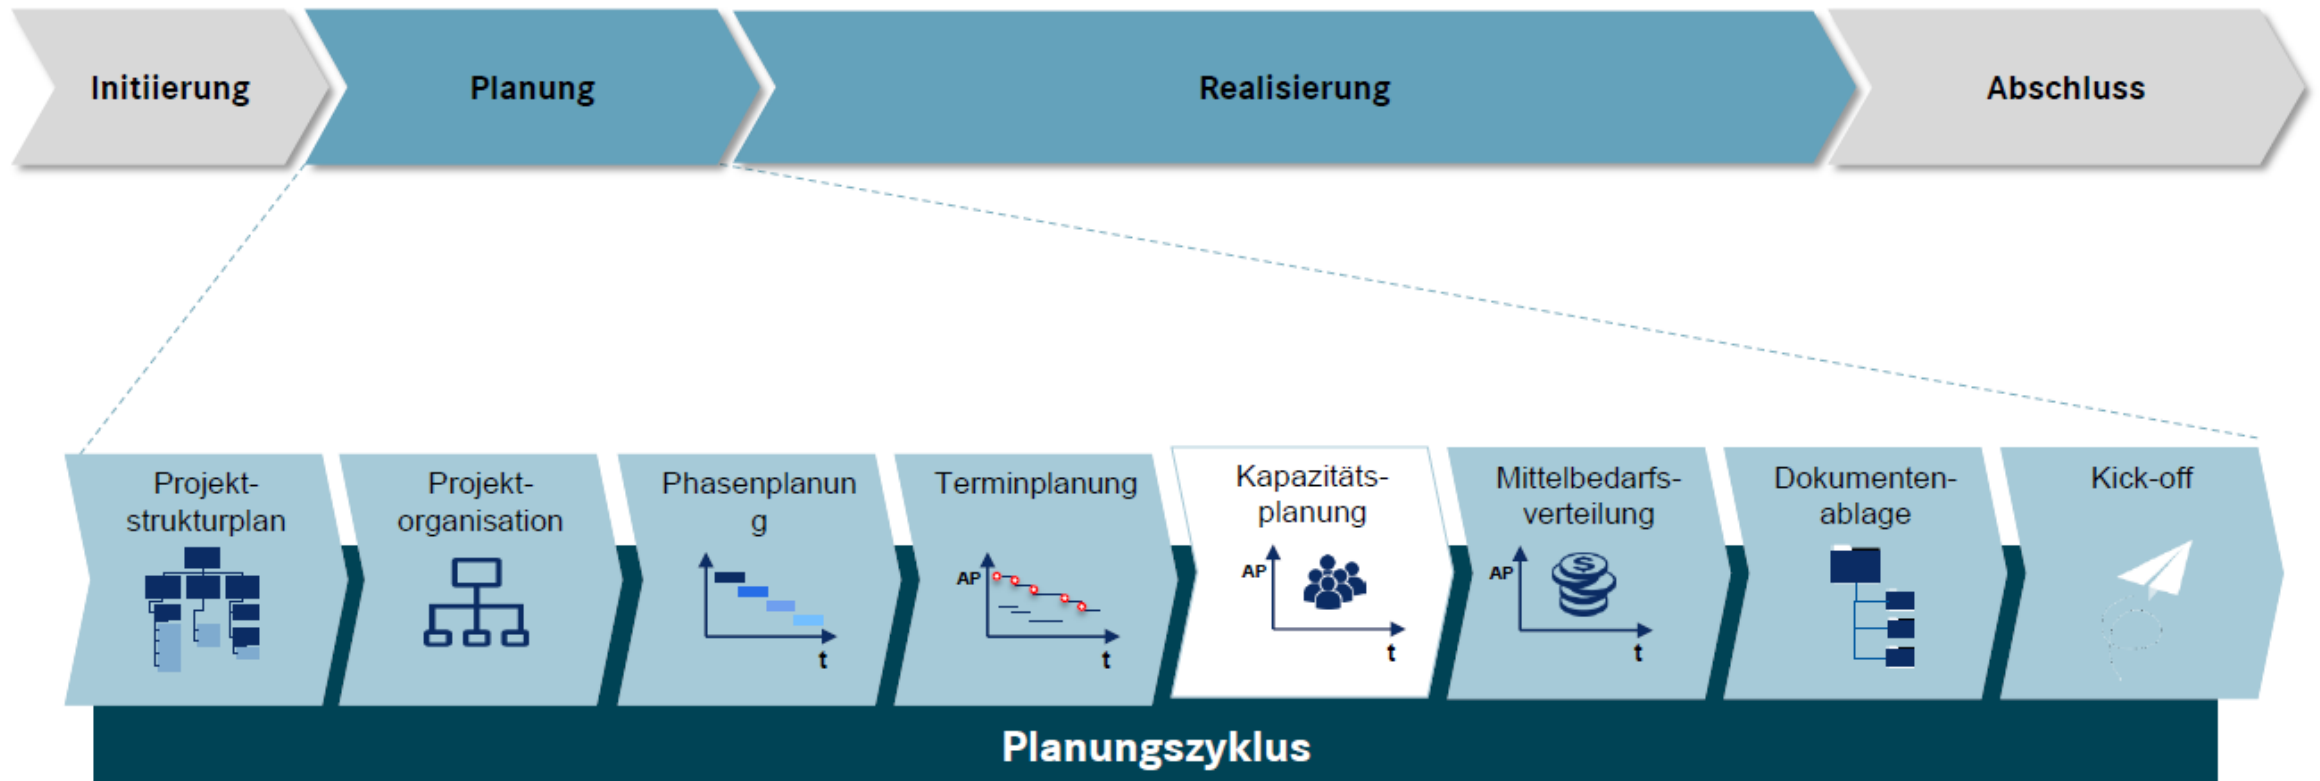 Initiierung
Planung
Realisierung
Abschluss
Projekt-
strukturplan
Projekt-
organisation
Phasenplanun
g
t
Terminplanung
AP
t
Kapazitäts-
planung
AP
t
Mittelbedarfs-
verteilung
AP
$
t
Dokumenten-
ablage
Kick-off
Planungszyklus